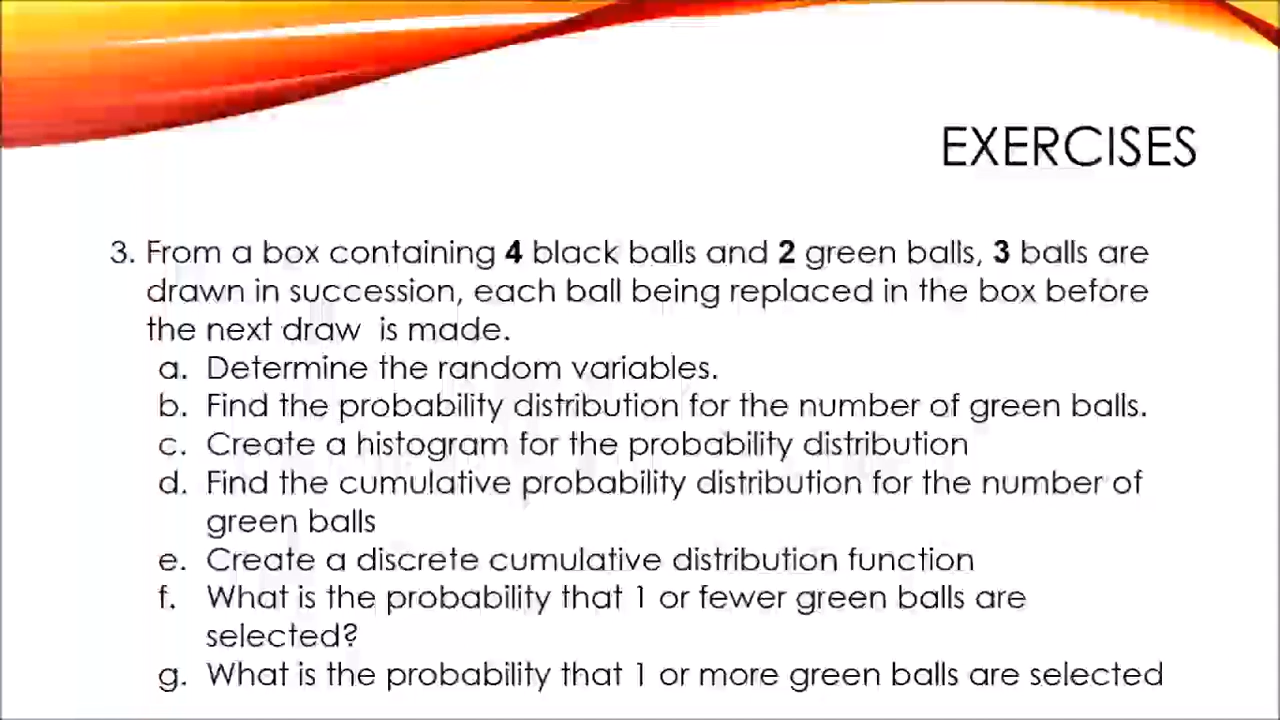 EXERCISES
3. From a box containing 4 black balls and 2 green balls, 3 balls are
drawn in succession, each ball being replaced in the box before
the next draw is made.
a. Determine the random variables.
b. Find the probability distribution for the number of green balls.
c. Create a histogram for the probability distribution
d. Find the cumulative probability distribution for the number of
green balls
e. Create a discrete cumulative distribution function
f. What is the probability that 1 or fewer green balls are
selected?
g. What is the probability that 1 or more green balls are selected